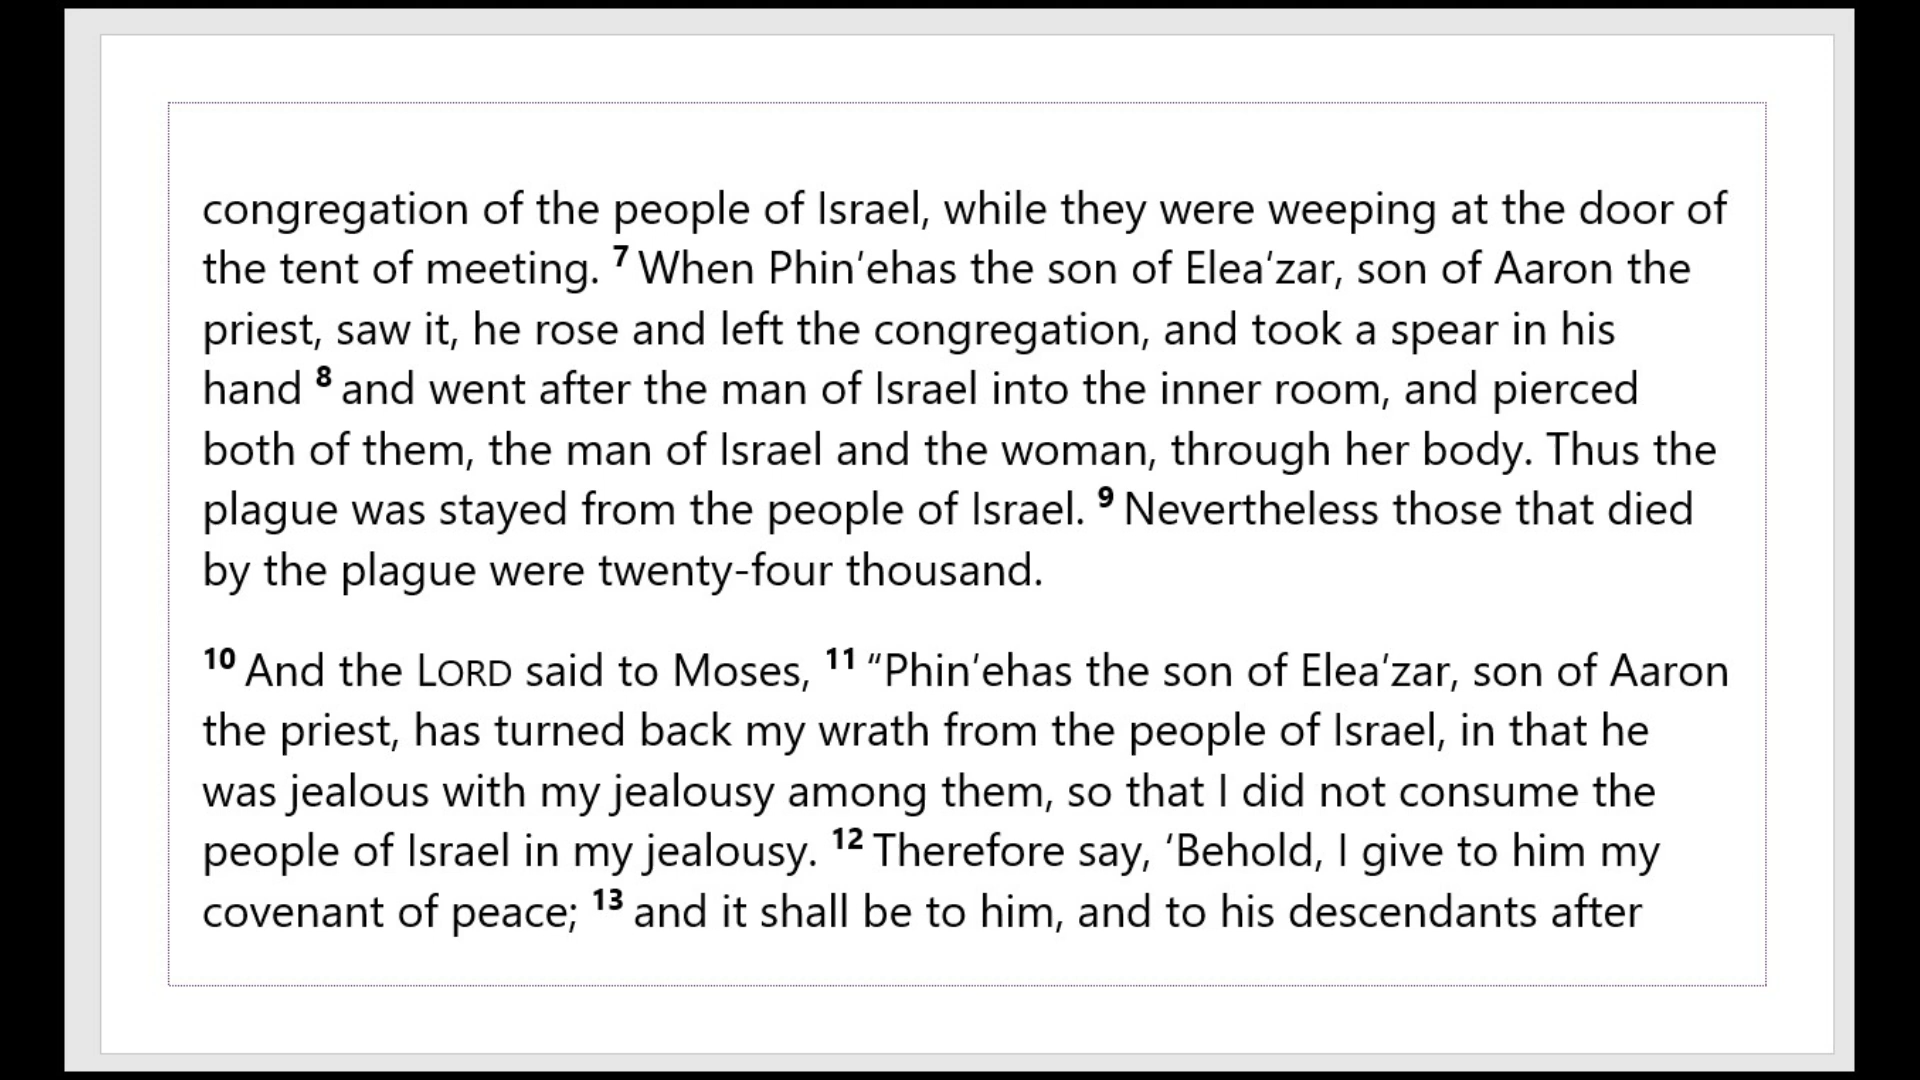 congregation of the people of Israel, while they were weeping at the door of
the tent of meeting. 7 When Phin′ehas the son of Elea′zar, son of Aaron the
priest, saw it, he rose and left the congregation, and took a spear in his
hand 8 and went after the man of Israel into the inner room, and pierced
both of them, the man of Israel and the woman, through her body. Thus the
plague was stayed from the people of Israel. 9 Nevertheless those that died
by the plague were twenty-four thousand.
10 And the LORD said to Moses, 11 “Phin′ehas the son of Elea′zar, son of Aaron
the priest, has turned back my wrath from the people of Israel, in that he
was jealous with my jealousy among them, so that I did not consume the
people of Israel in my jealousy. 12 Therefore say, ‘Behold, I give to him my
covenant of peace; 13 and it shall be to him, and to his descendants after